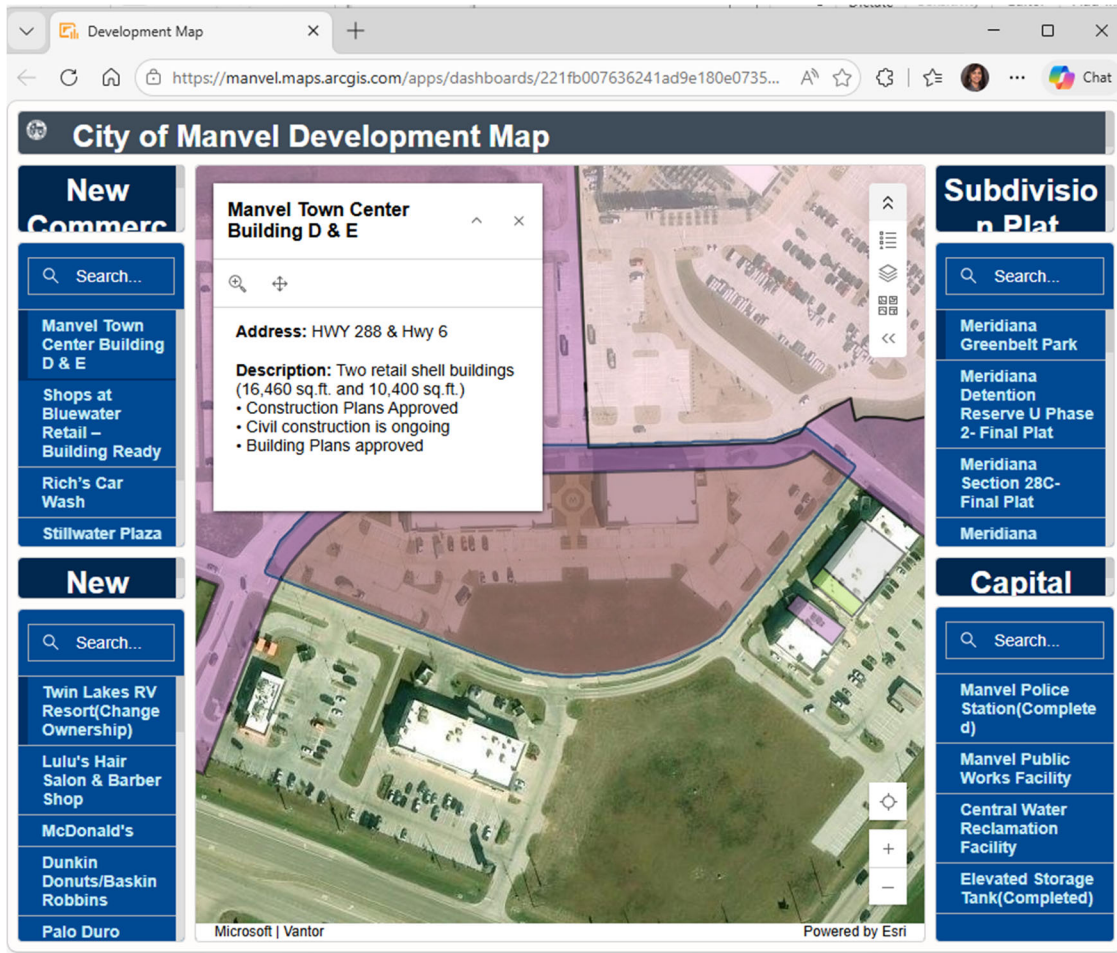 Development Map
https://manvel.maps.arcgis.com/apps/dashboards/221fb007636241ad9e180e0735...
Chat
City of Manvel Development Map
New
Commerc
Search...
Manvel Town
Center Building
D & E
Shops at
Bluewater
Retail –
Building Ready
Rich's Car
Wash
Stillwater Plaza
New
Search...
Twin Lakes RV
Resort(Change
Ownership)
Lulu's Hair
Salon & Barber
Shop
McDonald's
Dunkin
Donuts/Baskin
Robbins
Palo Duro
Manvel Town Center
Building D & E
Address: HWY 288 & Hwy 6
Description: Two retail shell buildings
(16,460 sq.ft. and 10,400 sq.ft.)
• Construction Plans Approved
• Civil construction is ongoing
• Building Plans approved
Microsoft | Vantor
Powered by Esri
Subdivisio
n Plat
Search...
Meridiana
Greenbelt Park
Meridiana
Detention
Reserve U Phase
2- Final Plat
Meridiana
Section 28C-
Final Plat
Meridiana
Capital
Search...
Manvel Police
Station(Complete
d)
Manvel Public
Works Facility
Central Water
Reclamation
Facility
Elevated Storage
Tank(Completed)